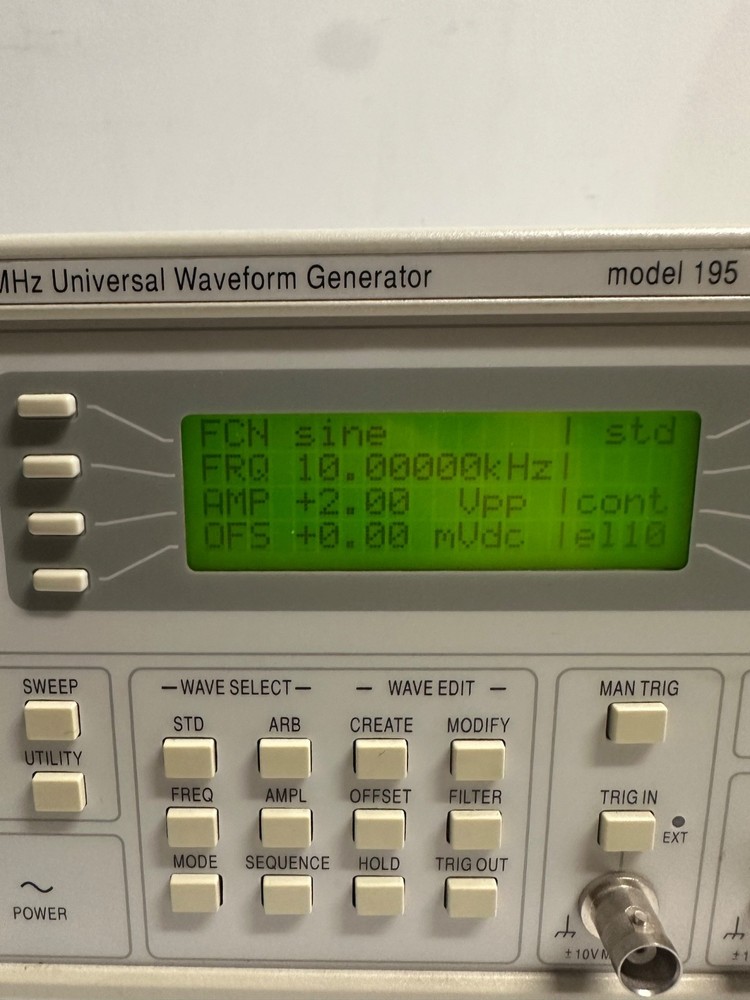 MHz Universal Waveform Generator model 195
FCN sine | std
FRQ 10.00000kHz|
AMP +2.00 Vpp |cont
OFS +0.00 mVdc |el10
SWEEP
UTILITY
WAVE SELECT
WAVE EDIT
STD ARB CREATE MODIFY
FREQ AMPL OFFSET FILTER
MODE SEQUENCE HOLD TRIG OUT
MAN TRIG
TRIG IN
EXT
POWER
±10V